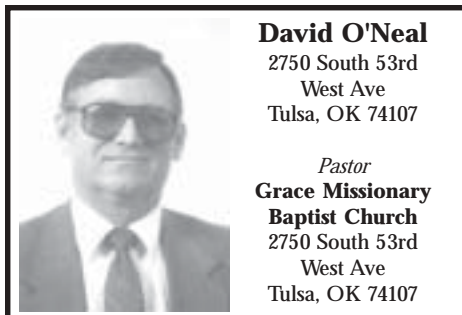 David O'Neal
2750 South 53rd
West Ave
Tulsa, OK 74107
Pastor
Grace Missionary
Baptist Church
2750 South 53rd
West Ave
Tulsa, OK 74107